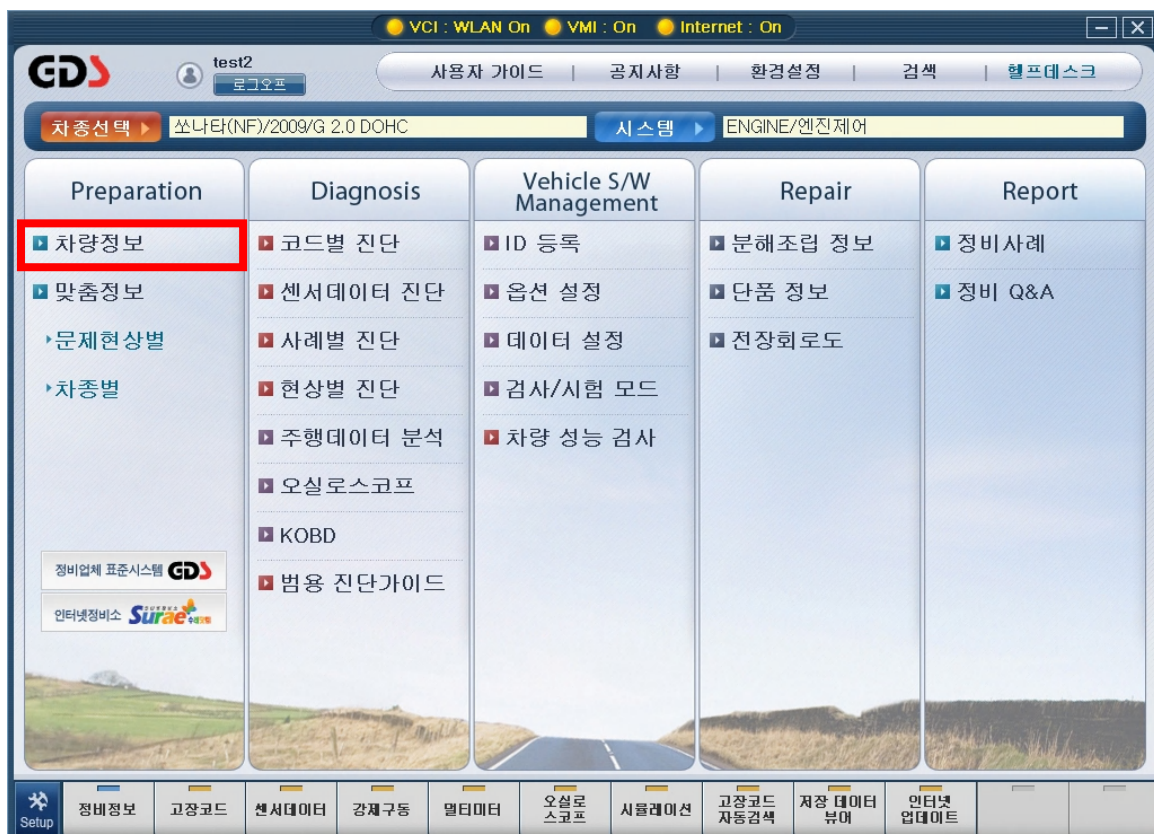 VCI : WLAN On VMI : On Internet : On
GDS
test2
로그오프
사용자 가이드 | 공지사항 | 환경설정 | 검색 | 헬프데스크
차종선택 쏘나타(NF)/2009/G 2.0 DOHC 시스템 ENGINE/엔진제어
Preparation
차량정보
맞춤정보
문제현상별
차종별
정비업체 표준시스템 GDS
인터넷정비소 Surae
Diagnosis
코드별 진단
센서데이터 진단
사례별 진단
현상별 진단
주행데이터 분석
오실로스코프
KOBD
범용 진단가이드
Vehicle S/W
Management
ID 등록
옵션 설정
데이터 설정
검사/시험 모드
차량 성능 검사
Repair
분해조립 정보
단품 정보
전장회로도
Report
정비사례
정비 Q&A
Setup
정비정보
고장코드
센서데이터
강제구동
멀티미터
오실로
스코프
시뮬레이션
고장코드
자동검색
저장 데이터
뷰어
인터넷
업데이트